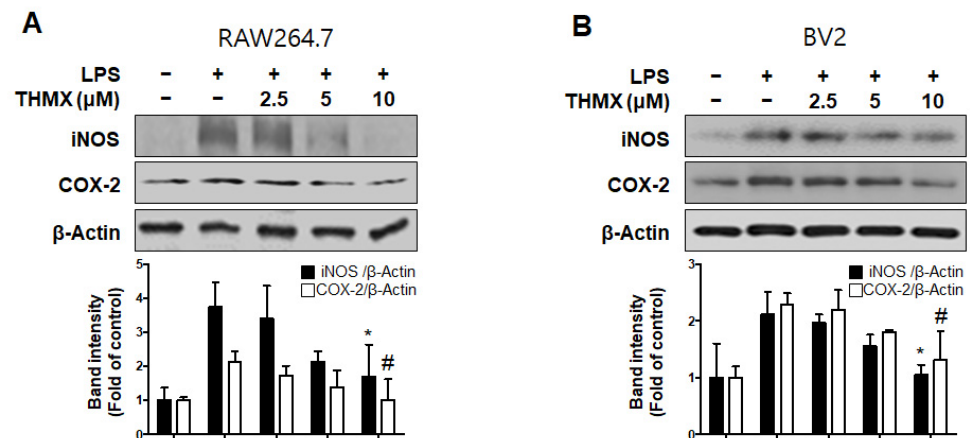 A
RAW264.7
LPS − + + + +
THMX (μM) − − 2.5 5 10
iNOS
COX-2
β-Actin
Band intensity
(Fold of control)
5
4
3
2
1
0
iNOS /β-Actin
COX-2/β-Actin
*
#
B
BV2
LPS − + + + +
THMX (μM) − − 2.5 5 10
iNOS
COX-2
β-Actin
Band intensity
(Fold of control)
3
2
1
0
iNOS/β-Actin
COX-2/β-Actin
*
#